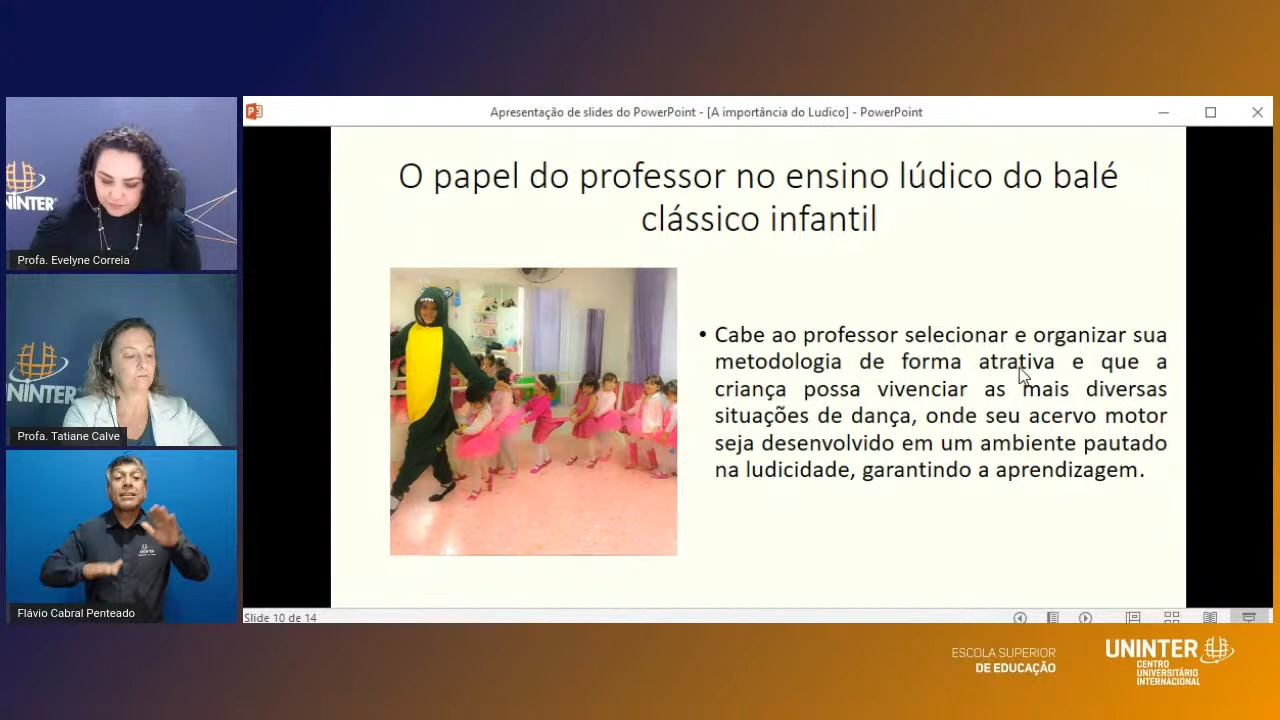 Apresentação de slides do PowerPoint - [A importância do Ludico] - PowerPoint
UNINTER
Profa. Evelyne Correia
UNINTER
Profa. Tatiane Calve
Flávio Cabral Penteado
O papel do professor no ensino lúdico do balé
clássico infantil
• Cabe ao professor selecionar e organizar sua
metodologia de forma atrativa e que a
criança possa vivenciar as mais diversas
situações de dança, onde seu acervo motor
seja desenvolvido em um ambiente pautado
na ludicidade, garantindo a aprendizagem.
Slide 10 de 14
ESCOLA SUPERIOR
DE EDUCAÇÃO
UNINTER
CENTRO
UNIVERSITÁRIO
INTERNACIONAL